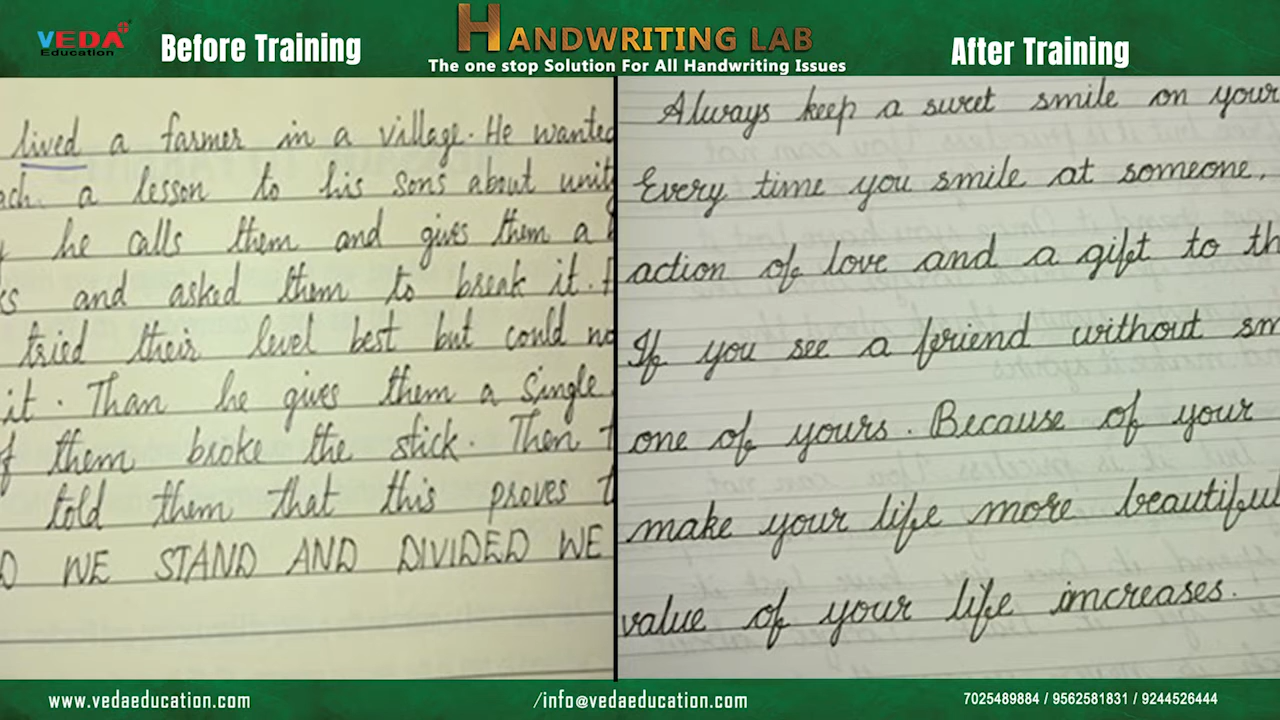 VEDA
Education
Before Training
HANDWRITING LAB
The one stop Solution For All Handwriting Issues
After Training
lived a farmer in a village. He wanted
ach a lesson to his sons about unit
he calls them and gives them a
ks and asked them to break it.
tried their level best but could no
it. Than he gives them a single
of them broke the stick. Then t
told them that this proves t
D WE STAND AND DIVIDED WE
Always keep a sweet smile on your
Every time you smile at someone,
action of love and a gift to th
If you see a friend without sm
one of yours. Because of your
make your life more beautiful
value of your life increases.
www.vedaeducation.com
/info@vedaeducation.com
7025489884 / 9562581831 / 9244526444